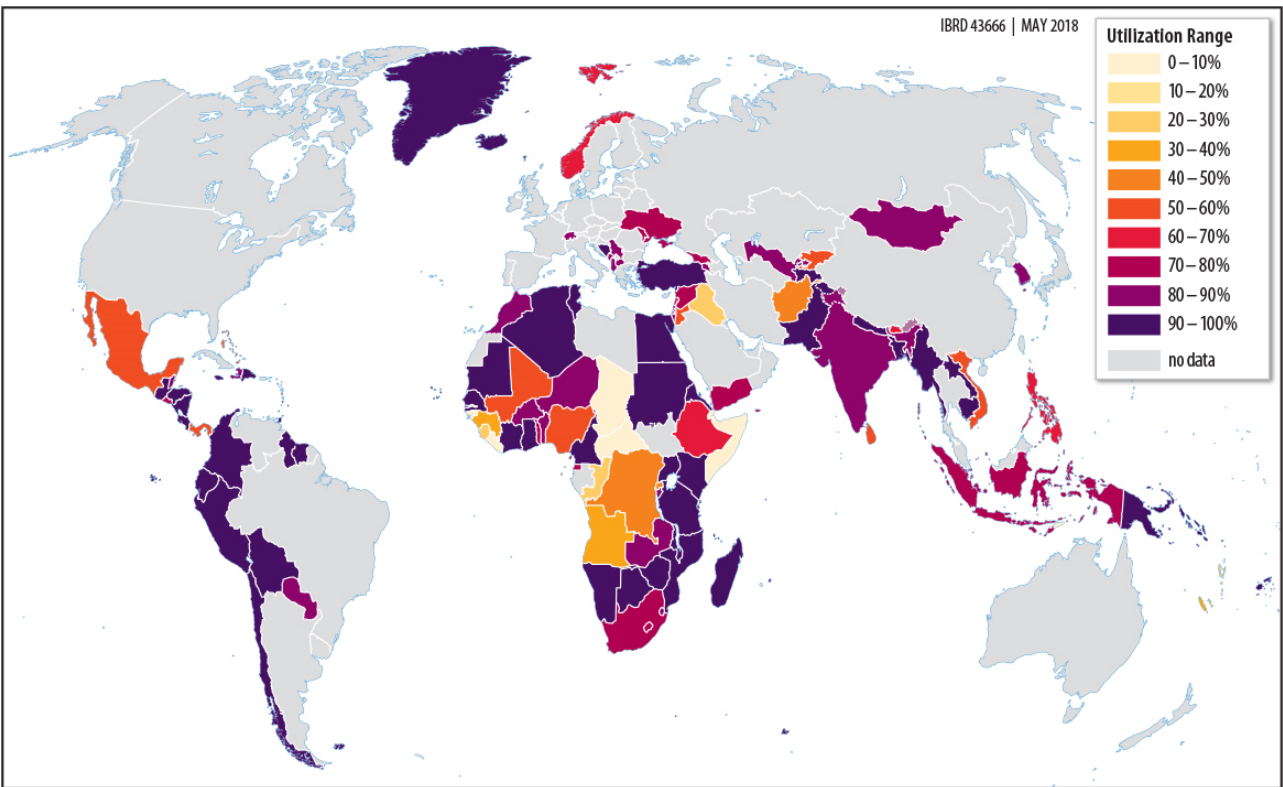 IBRD 43666 | MAY 2018
Utilization Range
0 – 10%
10 – 20%
20 – 30%
30 – 40%
40 – 50%
50 – 60%
60 – 70%
70 – 80%
80 – 90%
90 – 100%
no data